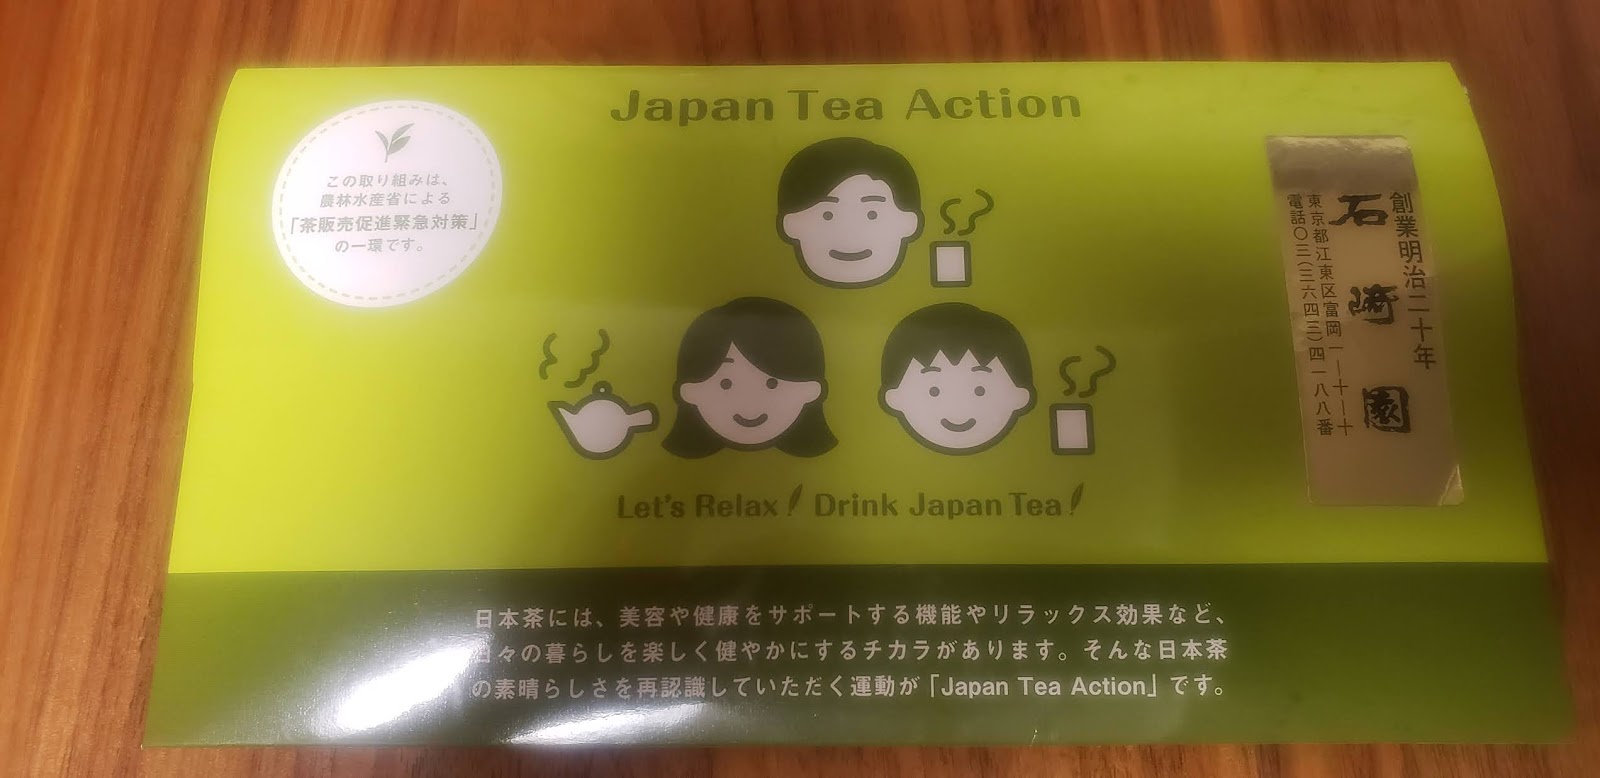 Japan Tea Action
この取り組みは、
農林水産省による
「茶販売促進緊急対策」
の一環です。
創業明治二十年
石崎園
東京都江東区富岡一ー十ー十
電話〇三(三六四三)四一八八番
Let's Relax! Drink Japan Tea!
日本茶には、美容や健康をサポートする機能やリラックス効果など、
日々の暮らしを楽しく健やかにするチカラがあります。そんな日本茶
の素晴らしさを再認識していただく運動が「Japan Tea Action」です。